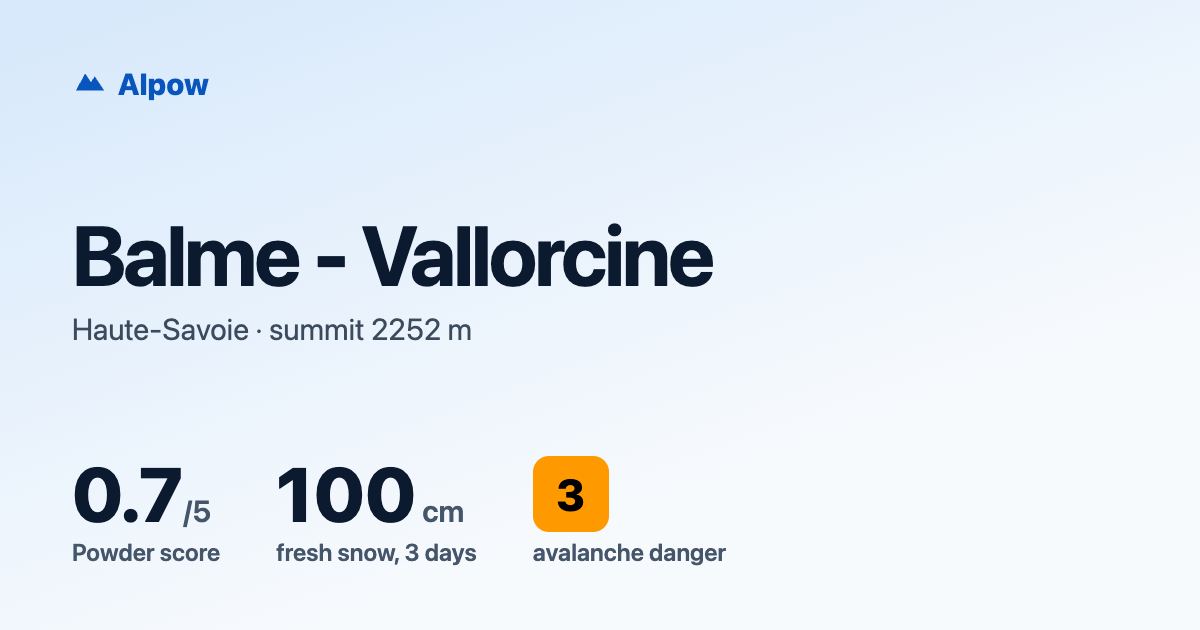 Alpow
Balme - Vallorcine
Haute-Savoie · summit 2252 m
0.7/5 100 cm 3
Powder score fresh snow, 3 days avalanche danger